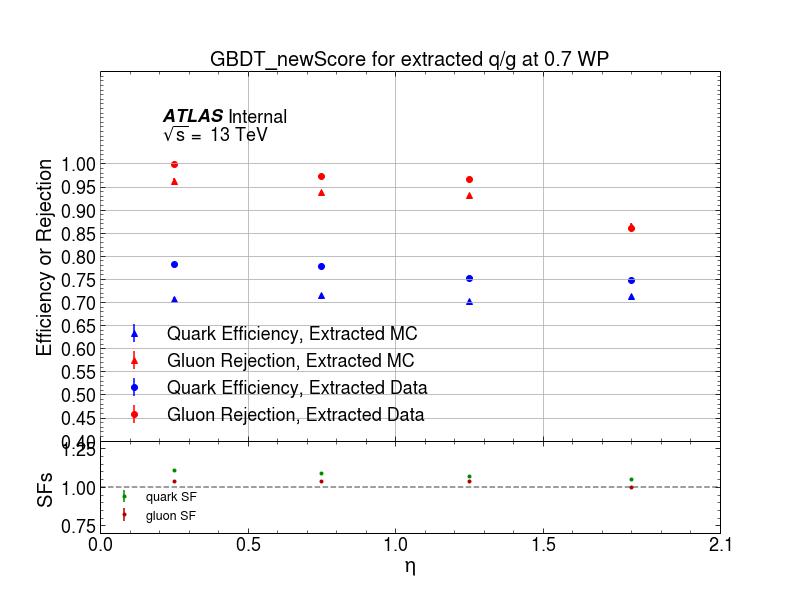 GBDT_newScore for extracted q/g at 0.7 WP
ATLAS Internal
√s = 13 TeV
Efficiency or Rejection
1.00
0.95
0.90
0.85
0.80
0.75
0.70
0.65
0.60
0.55
0.50
0.45
0.40
Quark Efficiency, Extracted MC
Gluon Rejection, Extracted MC
Quark Efficiency, Extracted Data
Gluon Rejection, Extracted Data
SFs
1.25
1.00
0.75
quark SF
gluon SF
0.0 0.5 1.0 1.5 2.1
η